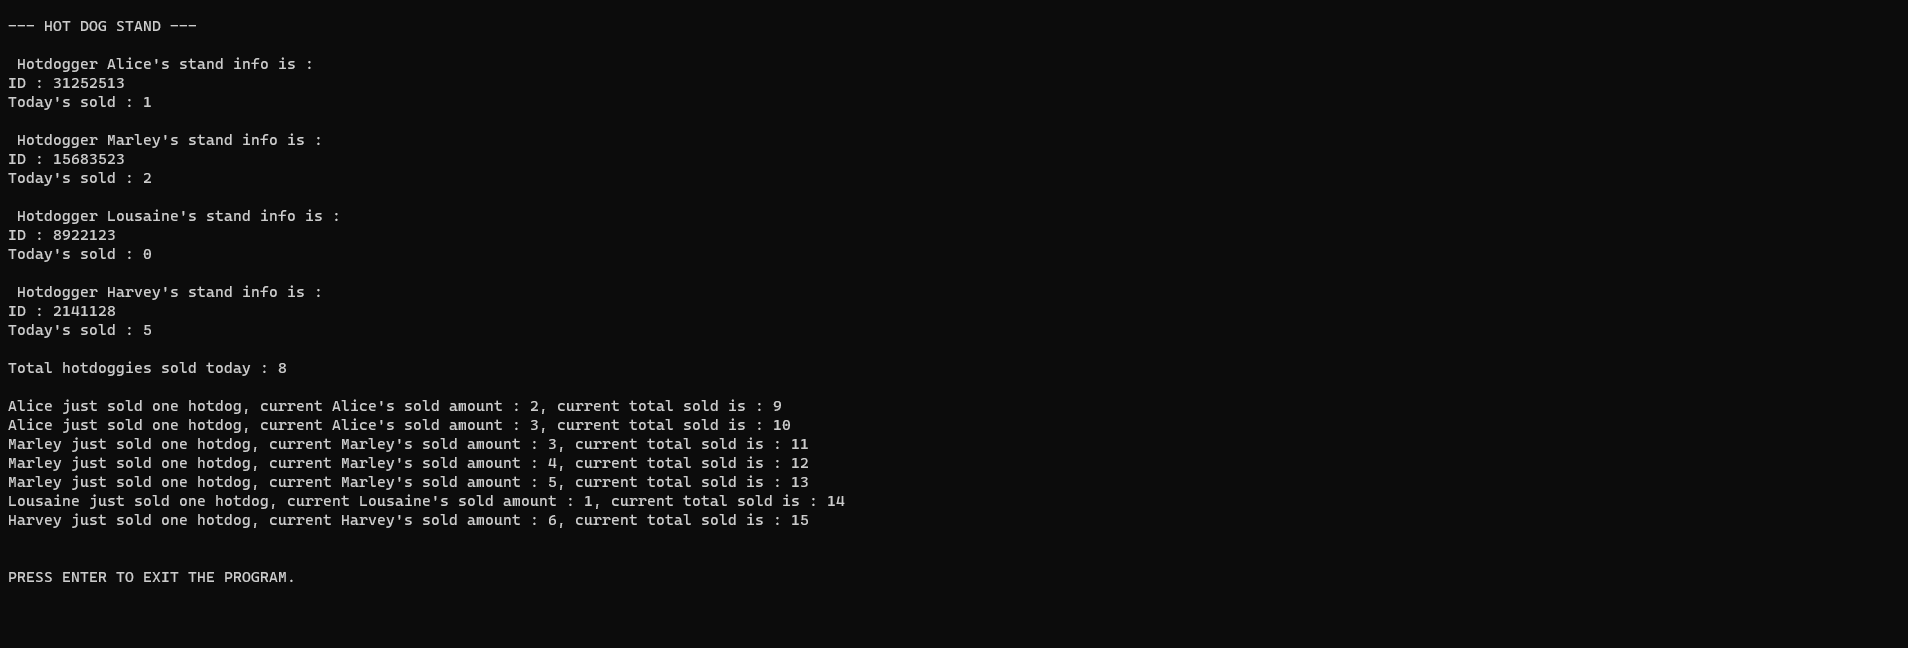 --- HOT DOG STAND ---
Hotdogger Alice's stand info is :
ID : 31252513
Today's sold : 1
Hotdogger Marley's stand info is :
ID : 15683523
Today's sold : 2
Hotdogger Lousaine's stand info is :
ID : 8922123
Today's sold : 0
Hotdogger Harvey's stand info is :
ID : 2141128
Today's sold : 5
Total hotdoggies sold today : 8
Alice just sold one hotdog, current Alice's sold amount : 2, current total sold is : 9
Alice just sold one hotdog, current Alice's sold amount : 3, current total sold is : 10
Marley just sold one hotdog, current Marley's sold amount : 3, current total sold is : 11
Marley just sold one hotdog, current Marley's sold amount : 4, current total sold is : 12
Marley just sold one hotdog, current Marley's sold amount : 5, current total sold is : 13
Lousaine just sold one hotdog, current Lousaine's sold amount : 1, current total sold is : 14
Harvey just sold one hotdog, current Harvey's sold amount : 6, current total sold is : 15
PRESS ENTER TO EXIT THE PROGRAM.